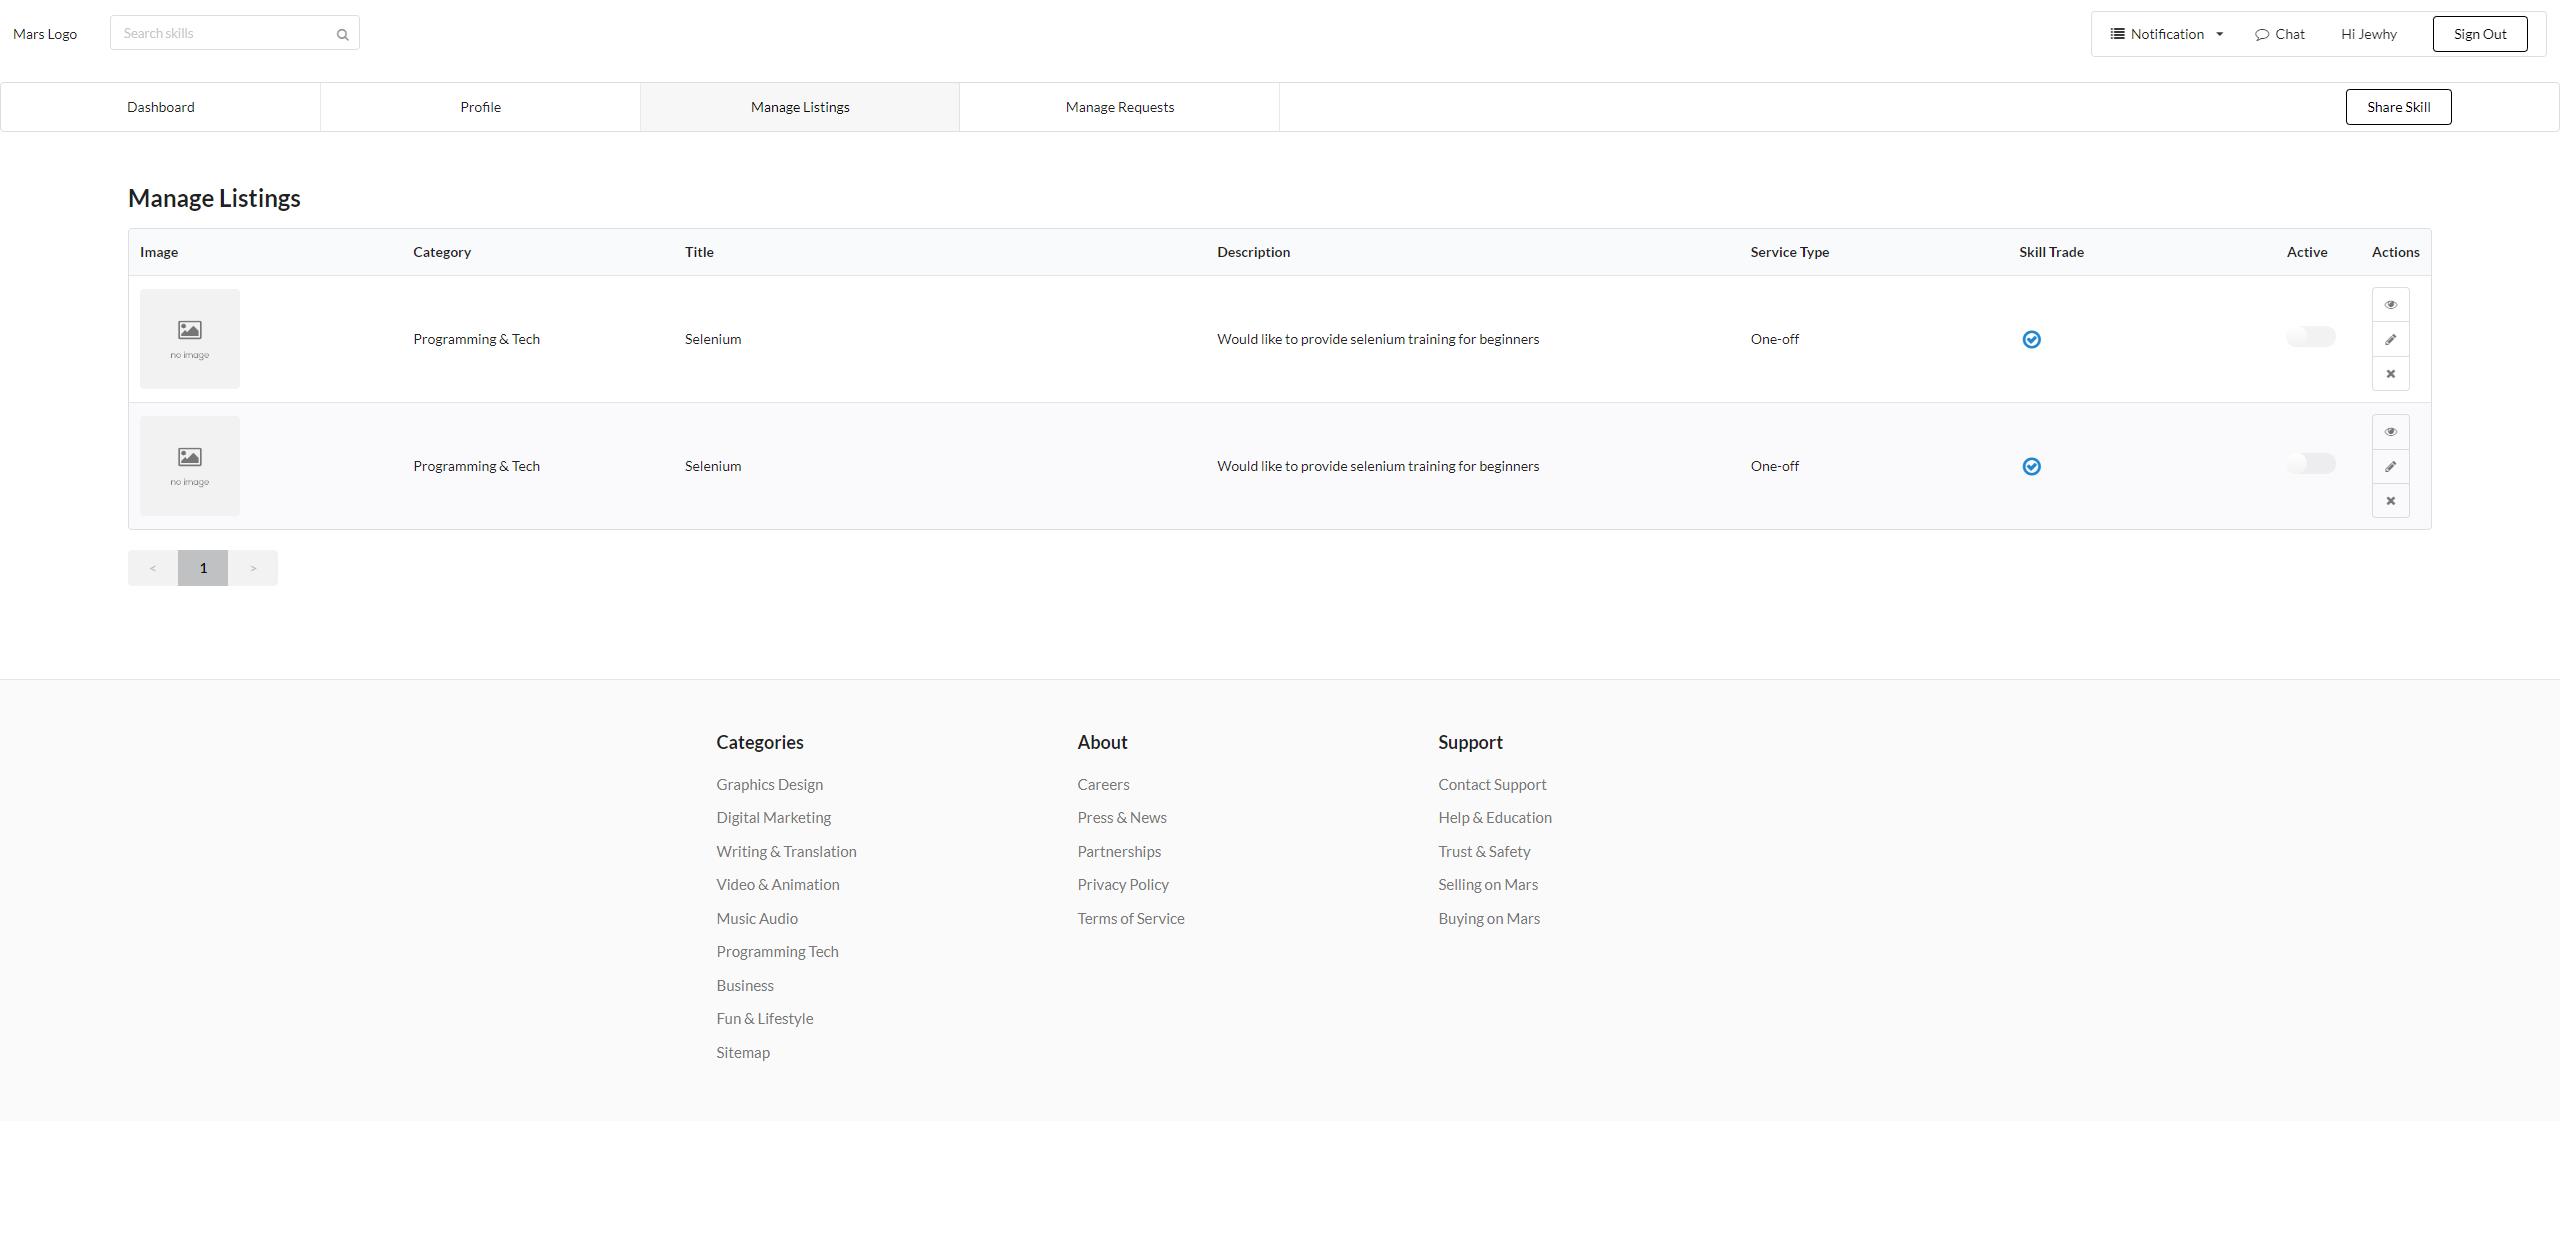 Mars Logo
Search skills
Notification
Chat
Hi Jewhy
Sign Out
Dashboard
Profile
Manage Listings
Manage Requests
Share Skill
Manage Listings
Image Category Title Description Service Type Skill Trade Active Actions
no image
Programming & Tech Selenium Would like to provide selenium training for beginners One-off
no image
Programming & Tech Selenium Would like to provide selenium training for beginners One-off
< 1 >
Categories
Graphics Design
Digital Marketing
Writing & Translation
Video & Animation
Music Audio
Programming Tech
Business
Fun & Lifestyle
Sitemap
About
Careers
Press & News
Partnerships
Privacy Policy
Terms of Service
Support
Contact Support
Help & Education
Trust & Safety
Selling on Mars
Buying on Mars